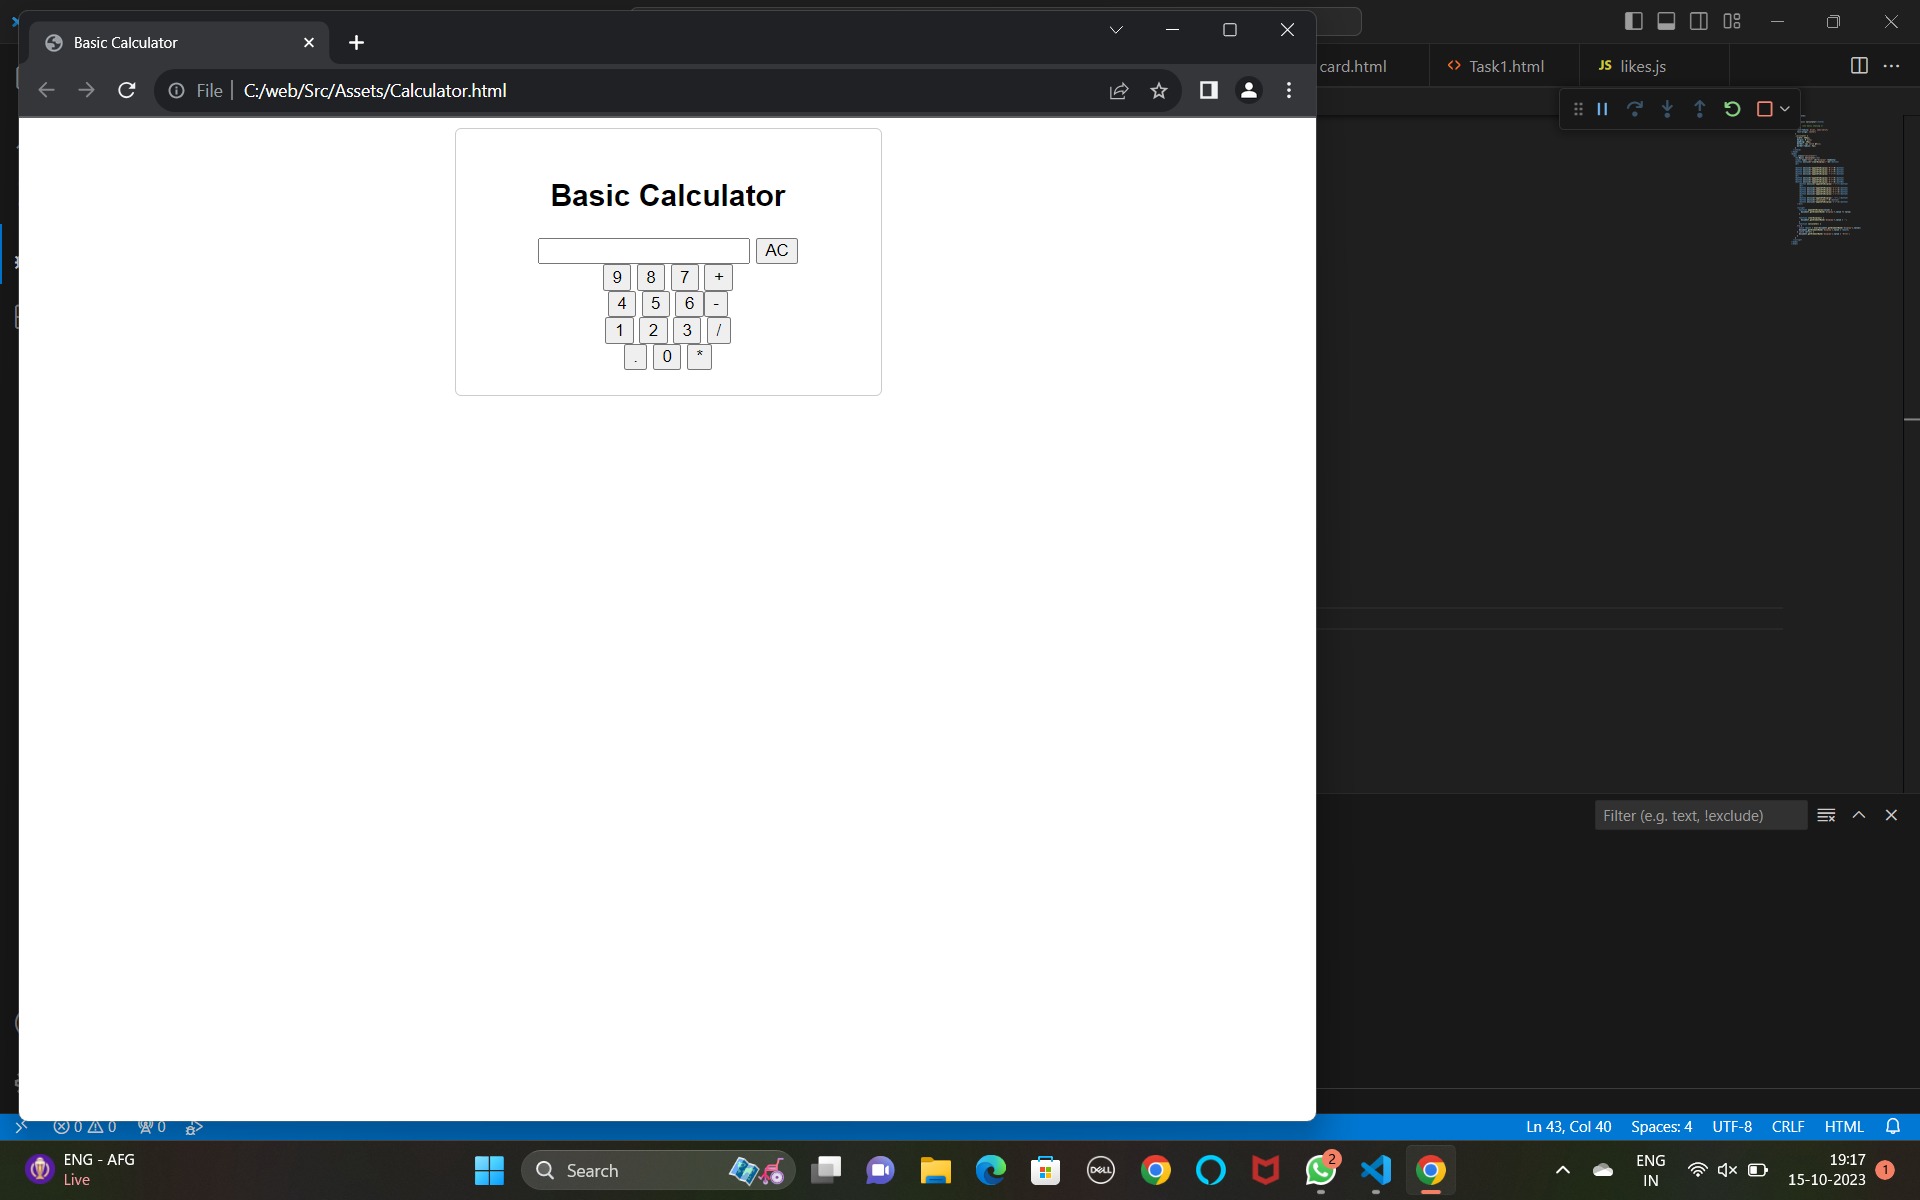 Basic Calculator
card.html
Task1.html
JS likes.js
File
C:/web/Src/Assets/Calculator.html
Basic Calculator
AC
9 8 7 +
4 5 6 -
1 2 3 /
. 0 *
Filter (e.g. text, !exclude)
0 0 0
Ln 43, Col 40
Spaces: 4
UTF-8
CRLF
HTML
ENG - AFG
Live
Search
DELL
2
ENG
IN
19:17
15-10-2023
1